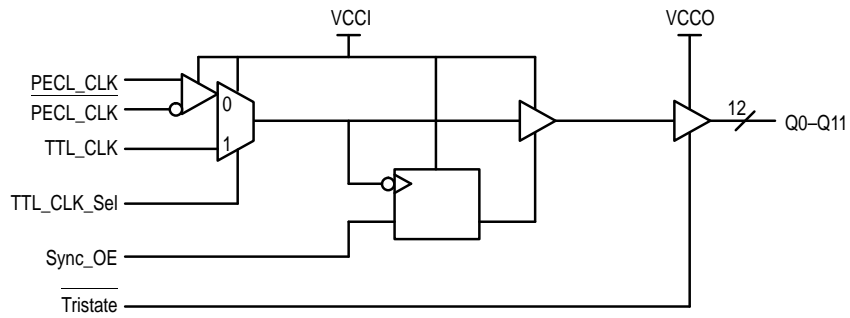 VCCI
VCCO
PECL_CLK
PECL_CLK
0
12
Q0–Q11
TTL_CLK
1
TTL_CLK_Sel
Sync_OE
Tristate